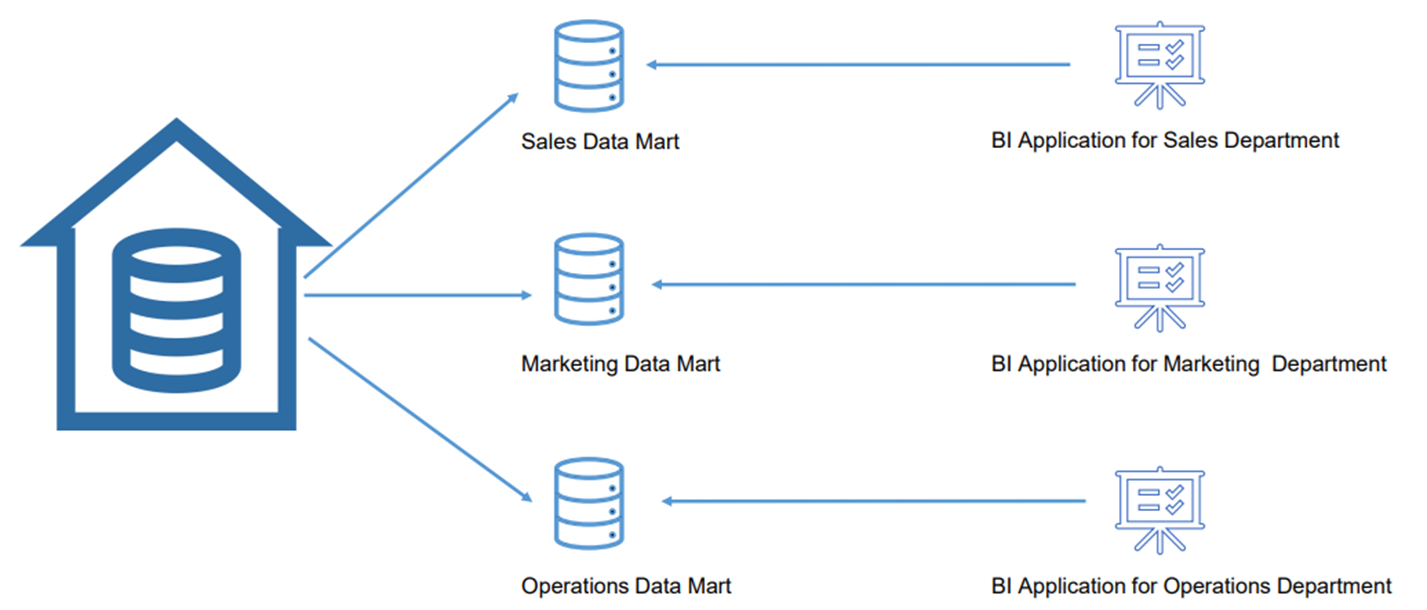 Sales Data Mart
BI Application for Sales Department
Marketing Data Mart
BI Application for Marketing  Department
Operations Data Mart
BI Application for Operations Department